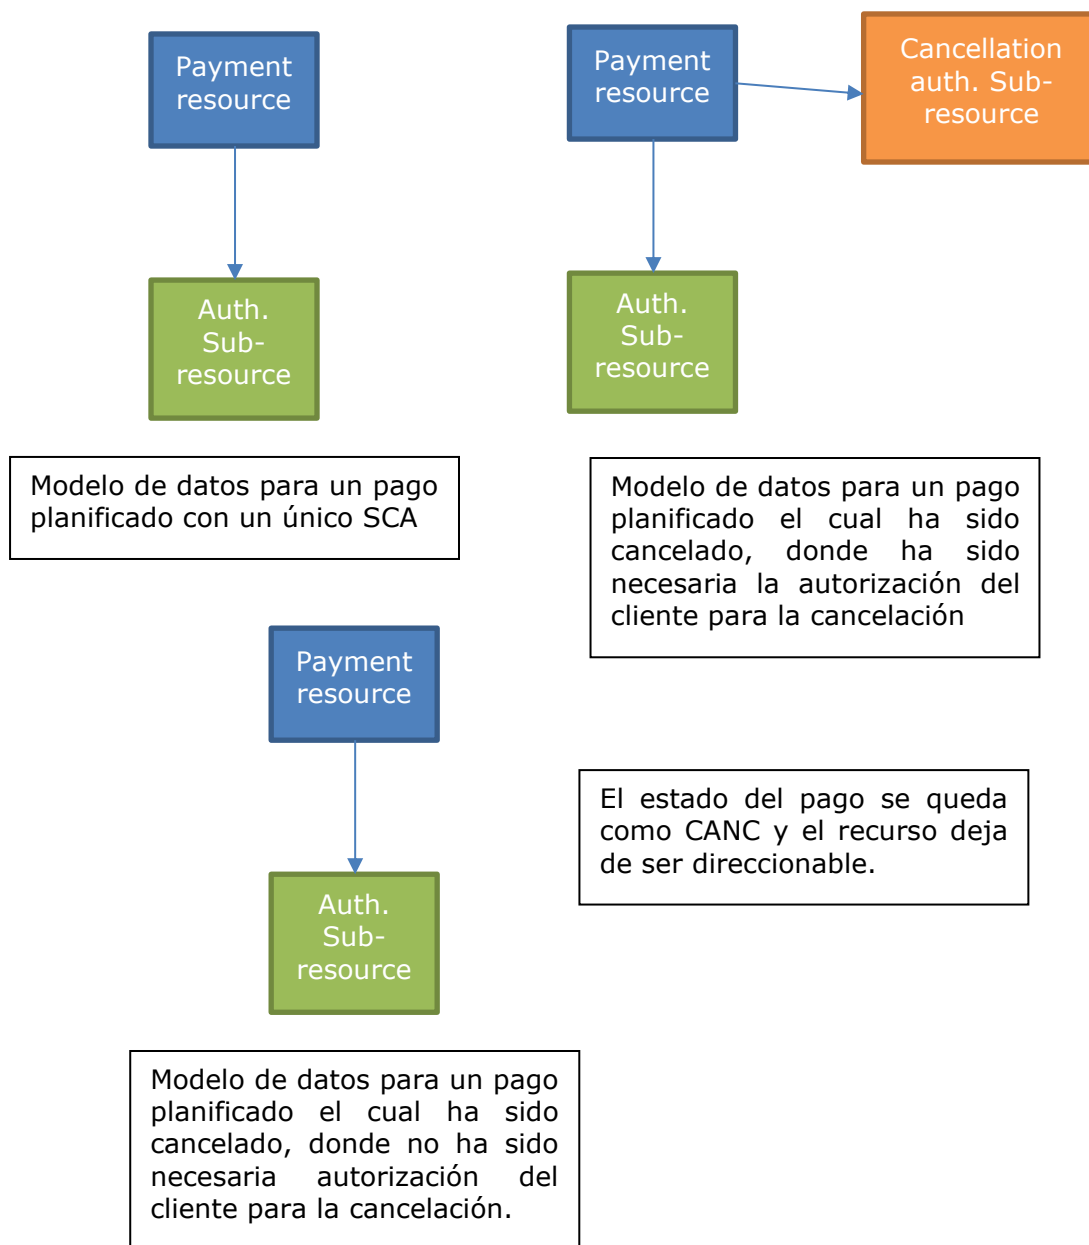 Payment
resource
Auth.
Sub-
resource
Modelo de datos para un pago
planificado con un único SCA
Payment
resource
Cancellation
auth. Sub-
resource
Auth.
Sub-
resource
Modelo de datos para un pago
planificado el cual ha sido
cancelado, donde ha sido
necesaria la autorización del
cliente para la cancelación
Payment
resource
Auth.
Sub-
resource
El estado del pago se queda
como CANC y el recurso deja
de ser direccionable.
Modelo de datos para un pago
planificado el cual ha sido
cancelado, donde no ha sido
necesaria autorización del
cliente para la cancelación.